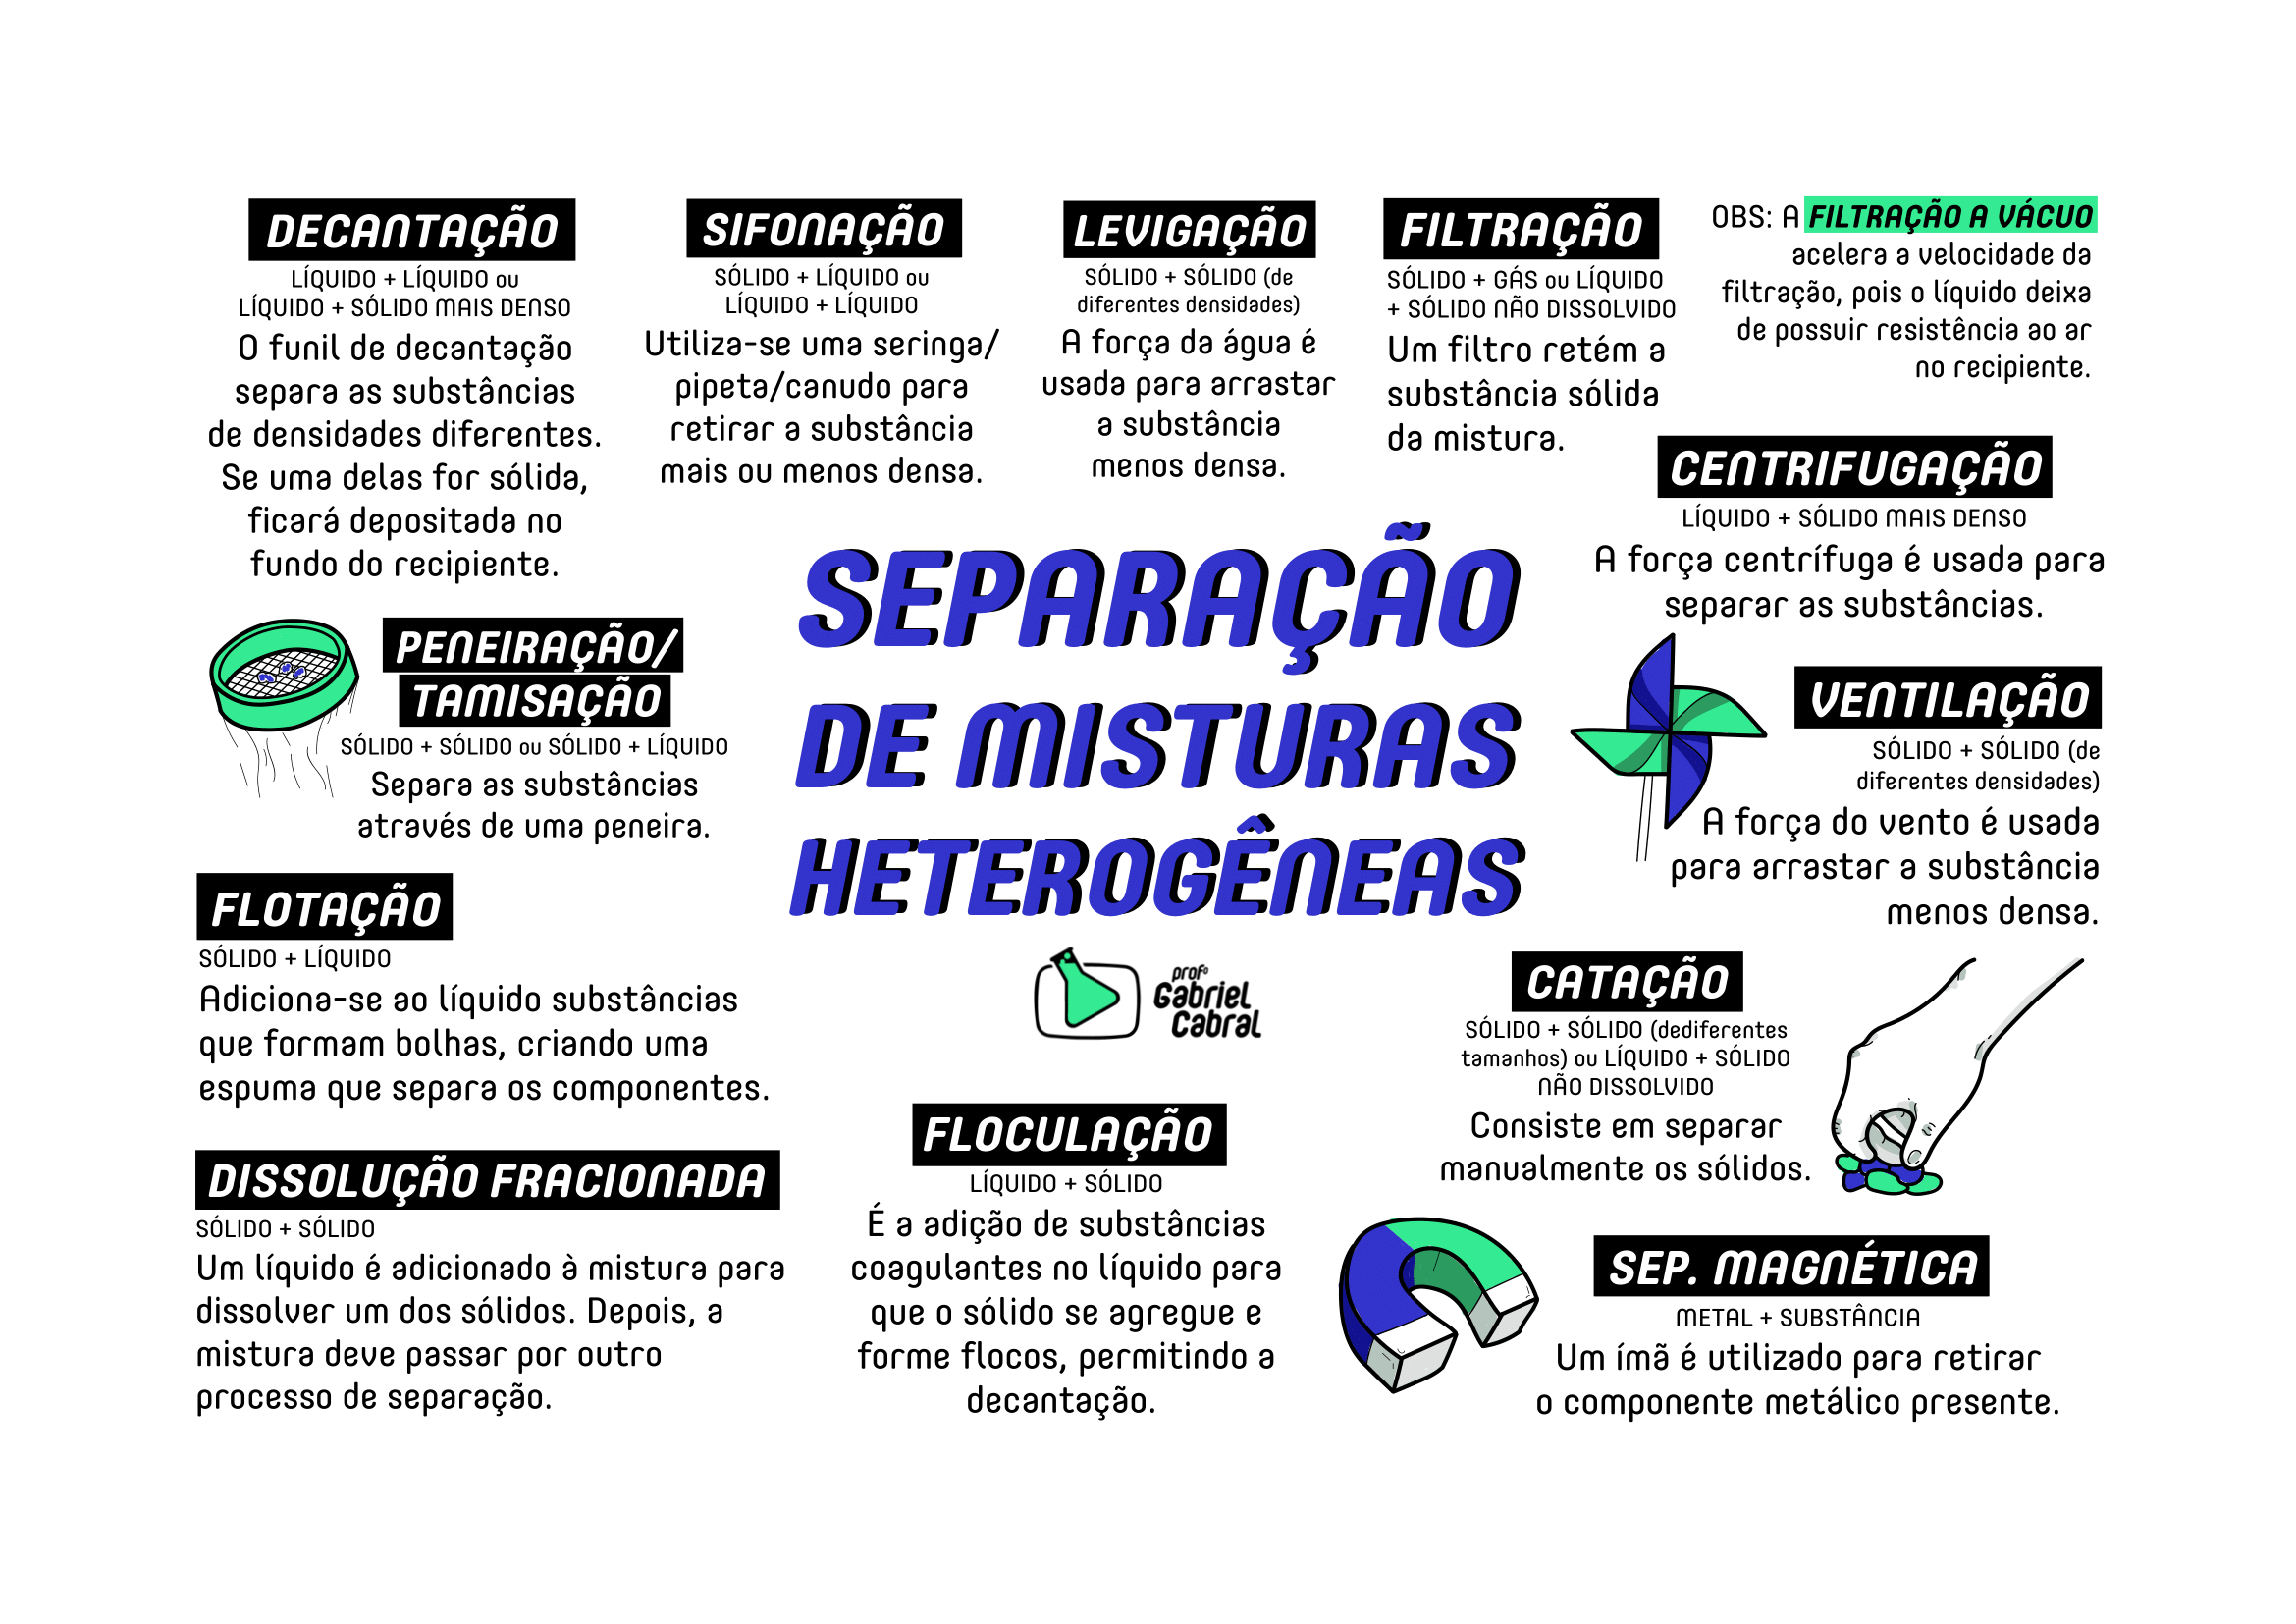 DECANTAÇÃO
LÍQUIDO + LÍQUIDO ou
LÍQUIDO + SÓLIDO MAIS DENSO
O funil de decantação
separa as substâncias
de densidades diferentes.
Se uma delas for sólida,
ficará depositada no
fundo do recipiente.
SIFONAÇÃO
SÓLIDO + LÍQUIDO ou
LÍQUIDO + LÍQUIDO
Utiliza-se uma seringa/
pipeta/canudo para
retirar a substância
mais ou menos densa.
LEVIGAÇÃO
SÓLIDO + SÓLIDO (de
diferentes densidades)
A força da água é
usada para arrastar
a substância
menos densa.
FILTRAÇÃO
SÓLIDO + GÁS ou LÍQUIDO
+ SÓLIDO NÃO DISSOLVIDO
Um filtro retém a
substância sólida
da mistura.
OBS: A FILTRAÇÃO A VÁCUO
acelera a velocidade da
filtração, pois o líquido deixa
de possuir resistência ao ar
no recipiente.
CENTRIFUGAÇÃO
LÍQUIDO + SÓLIDO MAIS DENSO
A força centrífuga é usada para
separar as substâncias.
SEPARAÇÃO
DE MISTURAS
HETEROGÊNEAS
prof°
Gabriel
Cabral
PENEIRAÇÃO/
TAMISAÇÃO
SÓLIDO + SÓLIDO ou SÓLIDO + LÍQUIDO
Separa as substâncias
através de uma peneira.
VENTILAÇÃO
SÓLIDO + SÓLIDO (de
diferentes densidades)
A força do vento é usada
para arrastar a substância
menos densa.
FLOTAÇÃO
SÓLIDO + LÍQUIDO
Adiciona-se ao líquido substâncias
que formam bolhas, criando uma
espuma que separa os componentes.
CATAÇÃO
SÓLIDO + SÓLIDO (dediferentes
tamanhos) ou LÍQUIDO + SÓLIDO
NÃO DISSOLVIDO
Consiste em separar
manualmente os sólidos.
DISSOLUÇÃO FRACIONADA
SÓLIDO + SÓLIDO
Um líquido é adicionado à mistura para
dissolver um dos sólidos. Depois, a
mistura deve passar por outro
processo de separação.
FLOCULAÇÃO
LÍQUIDO + SÓLIDO
É a adição de substâncias
coagulantes no líquido para
que o sólido se agregue e
forme flocos, permitindo a
decantação.
SEP. MAGNÉTICA
METAL + SUBSTÂNCIA
Um ímã é utilizado para retirar
o componente metálico presente.